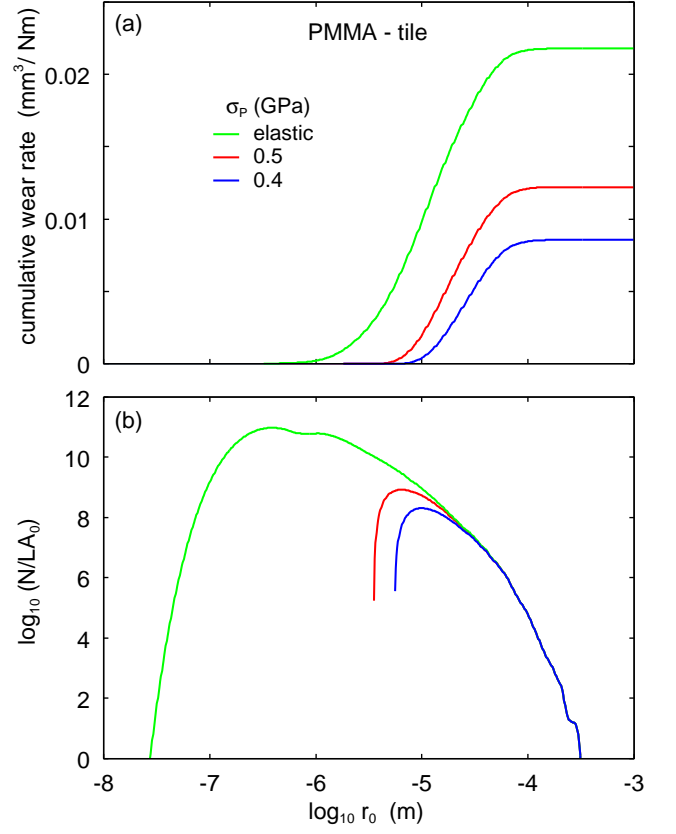 (a)
PMMA - tile
σP (GPa)
elastic
0.5
0.4
cumulative wear rate (mm³/ Nm)
0.02
0.01
0
(b)
log₁₀ (N/LA₀)
12
10
8
6
4
2
0
-8 -7 -6 -5 -4 -3
log₁₀ r₀ (m)